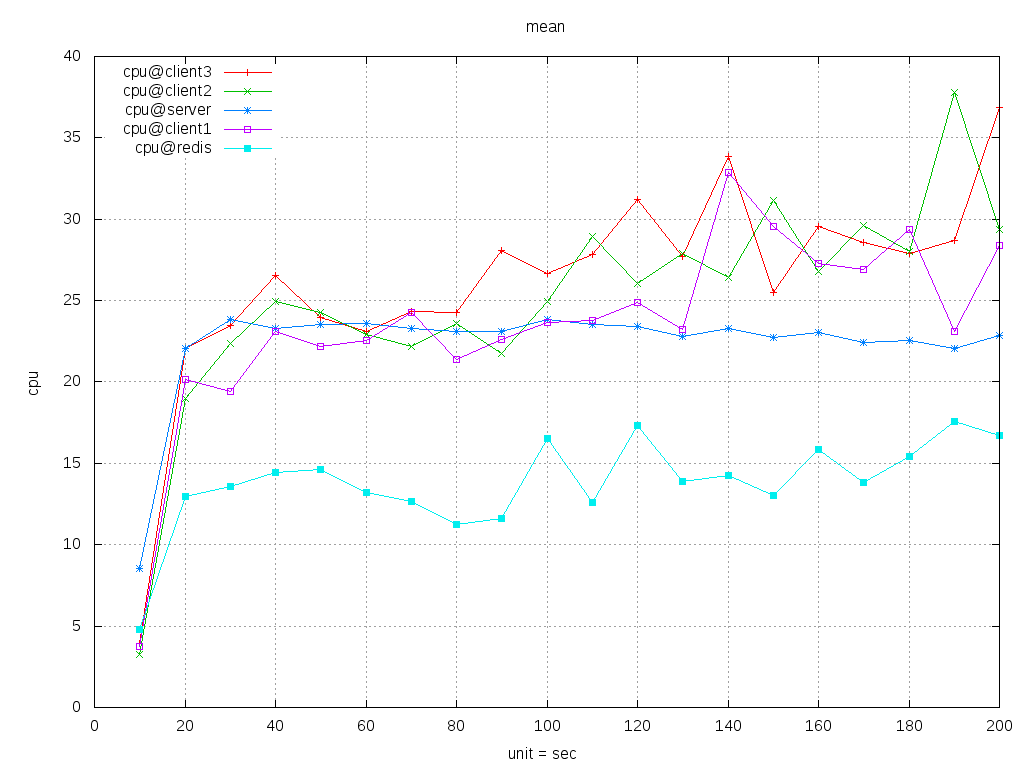 mean
40
35
30
25
20
15
10
5
0
cpu@client3
cpu@client2
cpu@server
cpu@client1
cpu@redis
cpu
0 20 40 60 80 100 120 140 160 180 200
unit = sec